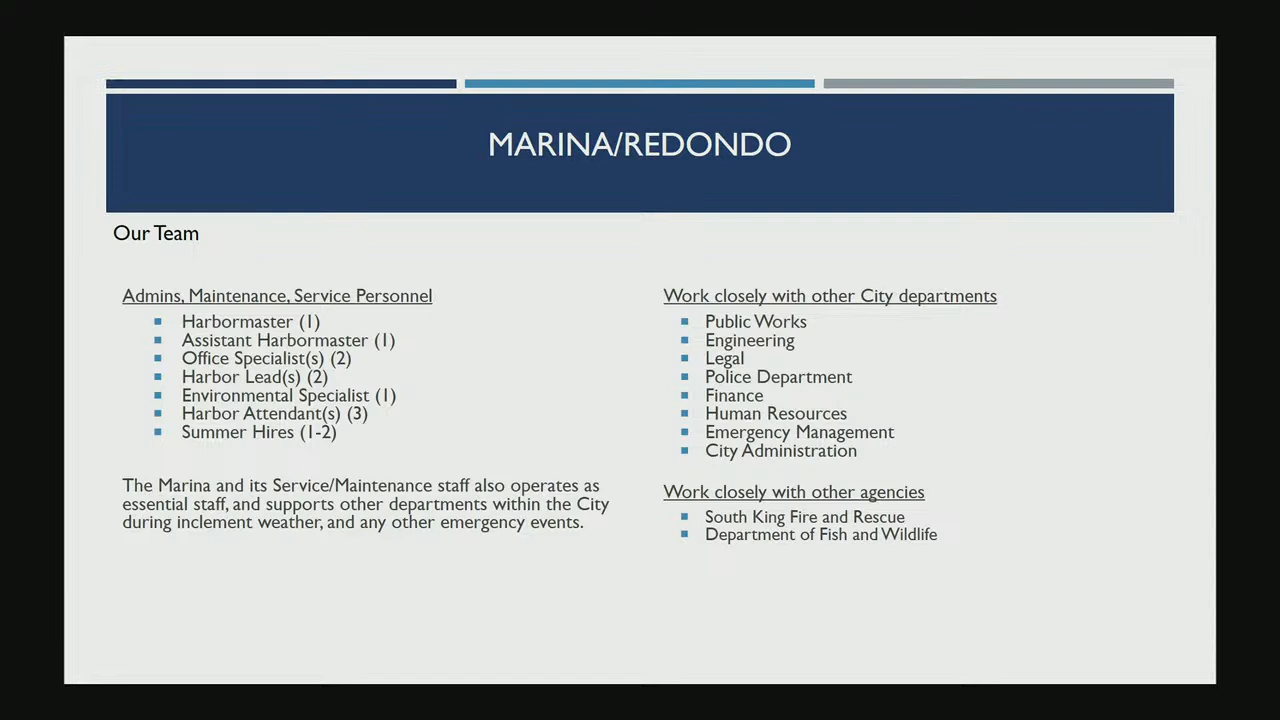 MARINA/REDONDO
Our Team
Admins, Maintenance, Service Personnel
Harbormaster (1)
Assistant Harbormaster (1)
Office Specialist(s) (2)
Harbor Lead(s) (2)
Environmental Specialist (1)
Harbor Attendant(s) (3)
Summer Hires (1-2)
The Marina and its Service/Maintenance staff also operates as
essential staff, and supports other departments within the City
during inclement weather, and any other emergency events.
Work closely with other City departments
Public Works
Engineering
Legal
Police Department
Finance
Human Resources
Emergency Management
City Administration
Work closely with other agencies
South King Fire and Rescue
Department of Fish and Wildlife